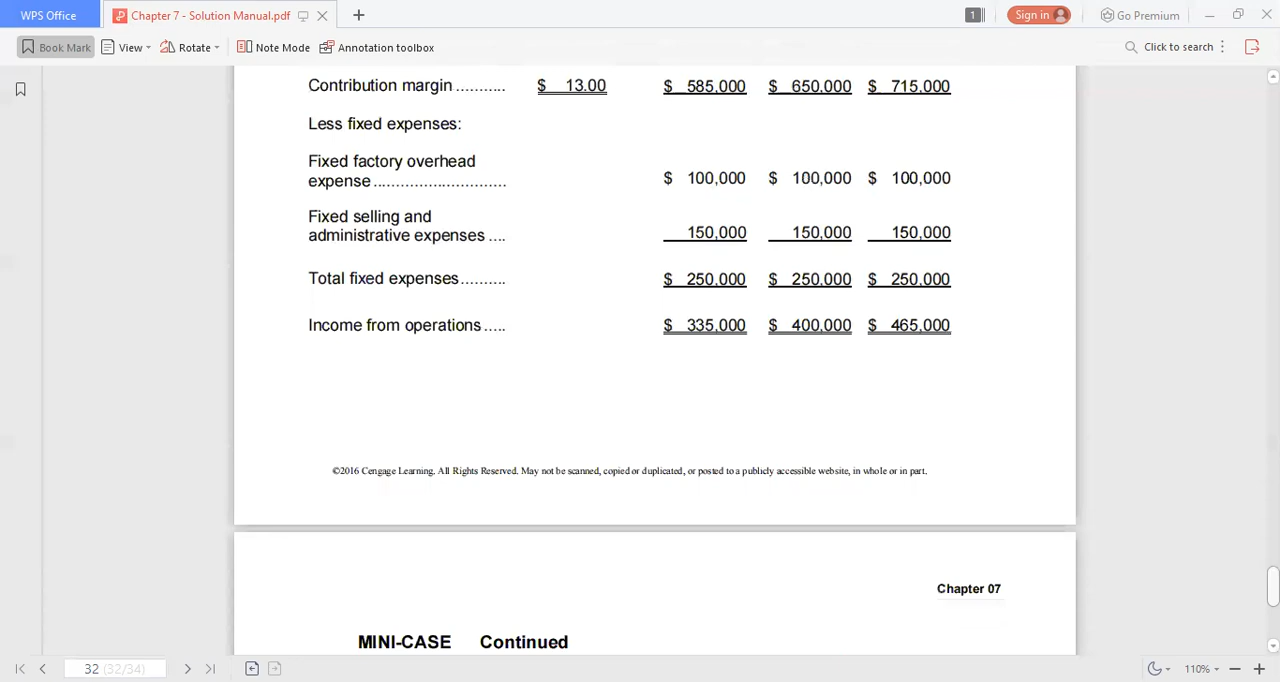 WPS Office Chapter 7 - Solution Manual.pdf 1 Sign in Go Premium
Book Mark View Rotate Note Mode Annotation toolbox Click to search
Contribution margin ........... $ 13.00 $ 585,000 $ 650,000 $ 715,000
Less fixed expenses:
Fixed factory overhead
expense ............................. $ 100,000 $ 100,000 $ 100,000
Fixed selling and
administrative expenses .... 150,000 150,000 150,000
Total fixed expenses.......... $ 250,000 $ 250,000 $ 250,000
Income from operations ..... $ 335,000 $ 400,000 $ 465,000
©2016 Cengage Learning. All Rights Reserved. May not be scanned, copied or duplicated, or posted to a publicly accessible website, in whole or in part.
Chapter 07
MINI-CASE Continued
32 (32/34) 110%